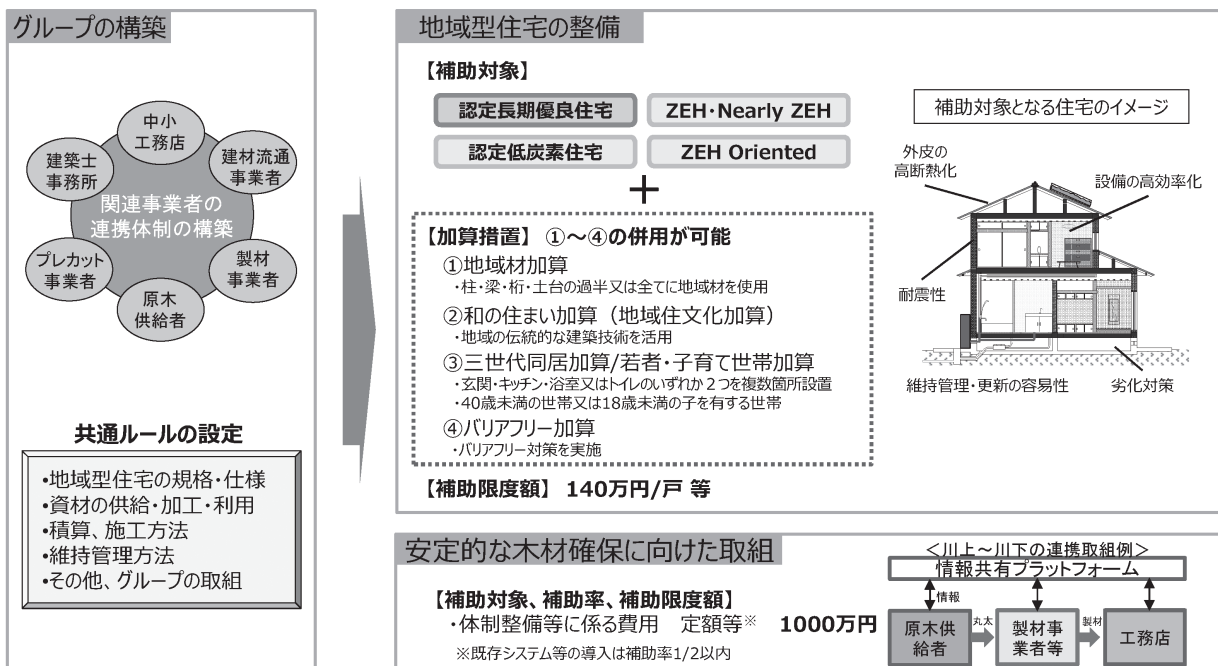 グループの構築
中小
工務店
建築士
事務所
建材流通
事業者
関連事業者の
連携体制の構築
プレカット
事業者
製材
事業者
原木
供給者
共通ルールの設定
・地域型住宅の規格・仕様
・資材の供給・加工・利用
・積算、施工方法
・維持管理方法
・その他、グループの取組
地域型住宅の整備
【補助対象】
認定長期優良住宅
ZEH・Nearly ZEH
認定低炭素住宅
ZEH Oriented
+
【加算措置】 ①～④の併用が可能
①地域材加算
・柱・梁・桁・土台の過半又は全てに地域材を使用
②和の住まい加算（地域住文化加算）
・地域の伝統的な建築技術を活用
③三世代同居加算/若者・子育て世帯加算
・玄関・キッチン・浴室又はトイレのいずれか２つを複数箇所設置
・40歳未満の世帯又は18歳未満の子を有する世帯
④バリアフリー加算
・バリアフリー対策を実施
【補助限度額】 140万円/戸 等
補助対象となる住宅のイメージ
外皮の
高断熱化
設備の高効率化
耐震性
維持管理・更新の容易性
劣化対策
安定的な木材確保に向けた取組
【補助対象、補助率、補助限度額】
・体制整備等に係る費用 定額等※ 1000万円
※既存システム等の導入は補助率1/2以内
＜川上～川下の連携取組例＞
情報共有プラットフォーム
情報
原木供
給者
丸太
製材事
業者等
製材
工務店